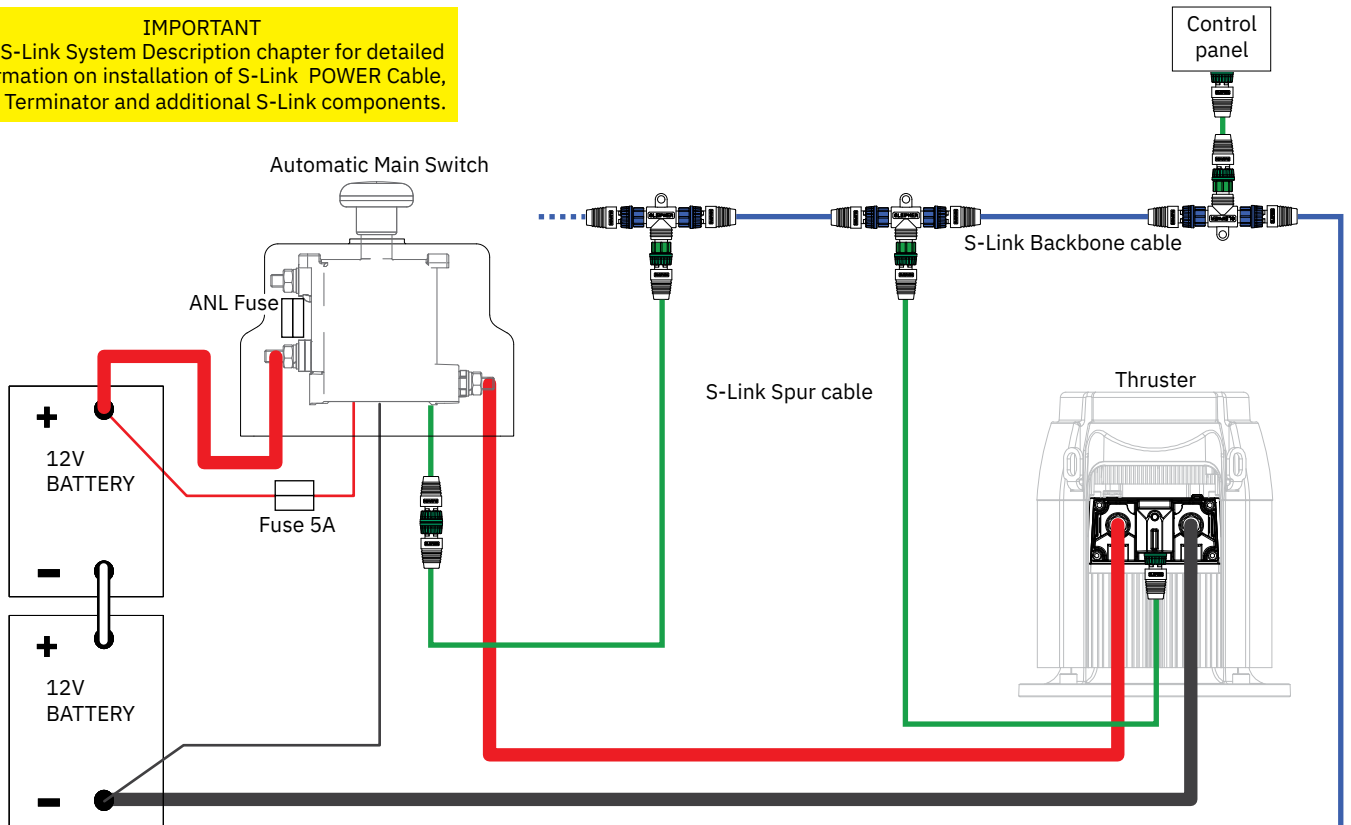 IMPORTANT
S-Link System Description chapter for detailed
rmation on installation of S-Link POWER Cable,
Terminator and additional S-Link components.
Control
panel
Automatic Main Switch
S-Link Backbone cable
ANL Fuse
S-Link Spur cable
Thruster
+
12V
BATTERY
Fuse 5A
-
+
12V
BATTERY
-